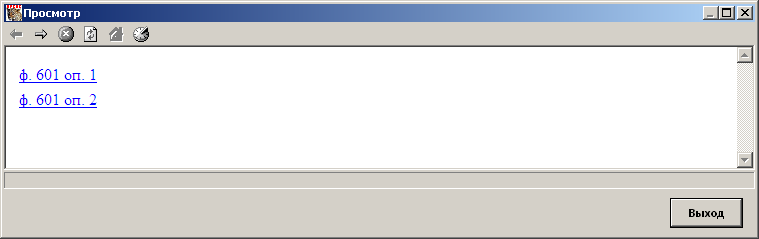 Просмотр
ф. 601 оп. 1
ф. 601 оп. 2
Выход